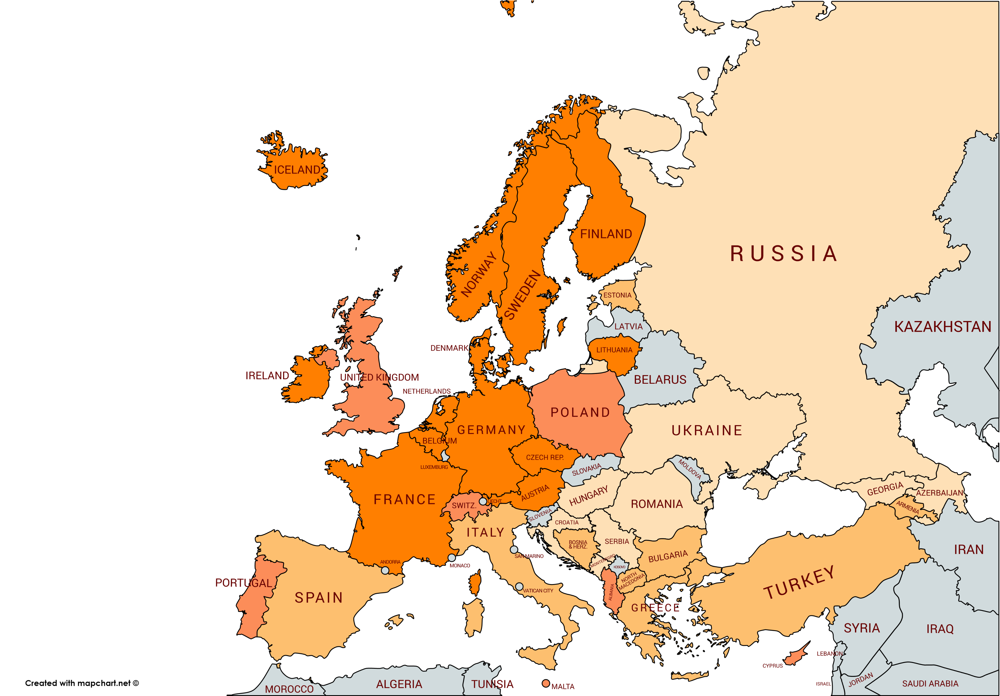 ICELAND
RUSSIA
FINLAND
NORWAY
SWEDEN
ESTONIA
LATVIA
KAZAKHSTAN
DENMARK
LITHUANIA
IRELAND
UNITED KINGDOM
BELARUS
NETHERLANDS
POLAND
GERMANY
UKRAINE
BELGIUM
CZECH REP.
LUXEMBURG
SLOVAKIA
MOLDOVA
FRANCE
SWITZ.
LIECHT.
AUSTRIA
HUNGARY
ROMANIA
GEORGIA
AZERBAIJAN
ARMENIA
SLOVENIA
CROATIA
ITALY
BOSNIA
& HERZ.
SERBIA
IRAN
SAN MARINO
MONTENEGRO
BULGARIA
ANDORRA
MONACO
KOSOVO
PORTUGAL
NORTH
MACEDONIA
TURKEY
VATICAN CITY
ALBANIA
SPAIN
GREECE
SYRIA
IRAQ
LEBANON
CYPRUS
Created with mapchart.net ©
MOROCCO
ALGERIA
TUNISIA
MALTA
ISRAEL
JORDAN
SAUDI ARABIA